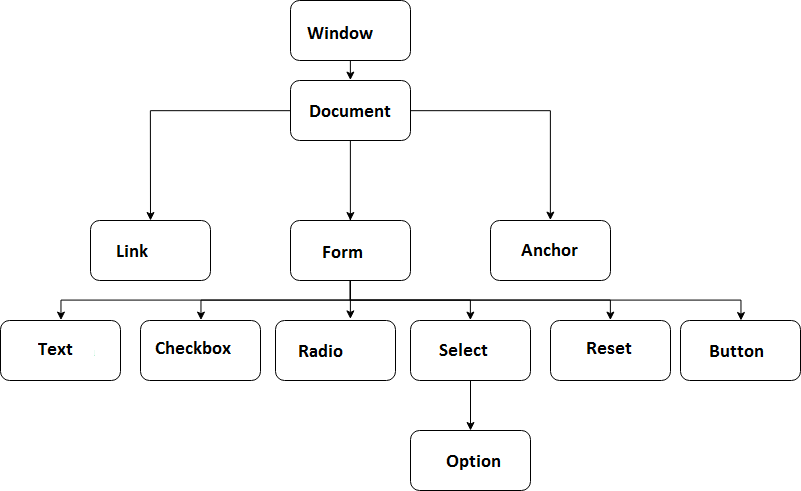 Window
Document
Link
Form
Anchor
Text
Checkbox
Radio
Select
Reset
Button
Option